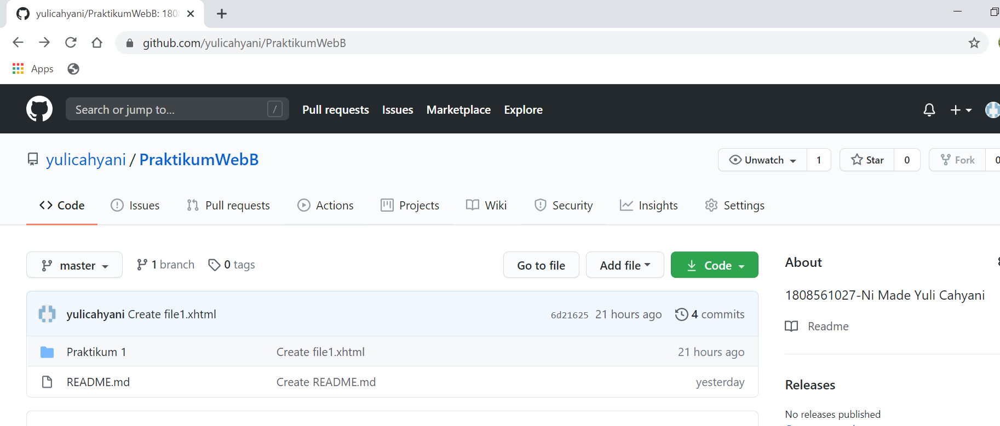 yulicahyani/PraktikumWebB: 180
github.com/yulicahyani/PraktikumWebB
Apps
Search or jump to... /
Pull requests Issues Marketplace Explore
yulicahyani / PraktikumWebB
Unwatch 1 Star 0 Fork 0
Code Issues Pull requests Actions Projects Wiki Security Insights Settings
master 1 branch 0 tags Go to file Add file Code
About
yulicahyani Create file1.xhtml 6d21625 21 hours ago 4 commits
1808561027-Ni Made Yuli Cahyani
Readme
Praktikum 1 Create file1.xhtml 21 hours ago
README.md Create README.md yesterday
Releases
No releases published